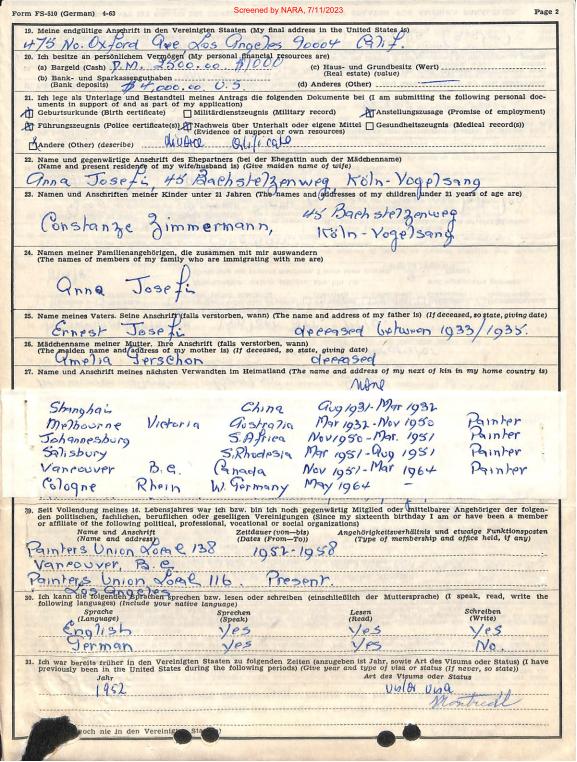 Screened by NARA, 7/11/2023
Form FS-510 (German) 4-63
Page 2
19. Meine endgültige Anschrift in den Vereinigten Staaten (My final address in the United States is)
475 No. Oxford Ave, Los Angeles 90004 Calif.
20. Ich besitze an persönlichem Vermögen (My personal financial resources are)
(a) Bargeld (Cash) D.M. 2500.00 $1000
(c) Haus- und Grundbesitz (Wert)
(Real estate) (value)
(b) Bank- und Sparkassenguthaben
(Bank deposits) $4,000.00 U.S.
(d) Anderes (Other)
21. Ich lege als Unterlage und Bestandteil meines Antrags die folgenden Dokumente bei (I am submitting the following personal doc-
uments in support of and as part of my application)
Geburtsurkunde (Birth certificate)
Militärdienstzeugnis (Military record)
Anstellungszusage (Promise of employment)
Führungszeugnis (Police certificate(s))
Nachweis über Unterhalt oder eigene Mittel
(Evidence of support or own resources)
Gesundheitszeugnis (Medical record(s))
Andere (Other) (describe) divorce
22. Name und gegenwärtige Anschrift des Ehepartners (bei der Ehegattin auch der Mädchenname)
(Name and present residence of my wife/husband is) (Give maiden name of wife)
Anna Josefi, 45 Bachstelzenweg Köln-Vogelsang
23. Namen und Anschriften meiner Kinder unter 21 Jahren (The names and addresses of my children under 21 years of age are)
Constanze Zimmermann, 45 Bachstelzenweg
Köln-Vogelsang
24. Namen meiner Familienangehörigen, die zusammen mit mir auswandern
(The names of members of my family who are immigrating with me are)
Anna Josefi
25. Name meines Vaters. Seine Anschrift (falls verstorben, wann) (The name and address of my father is) (If deceased, so state, giving date)
Ernest Josefi deceased between 1933/1935.
26. Mädchenname meiner Mutter. Ihre Anschrift (falls verstorben, wann)
(The maiden name and address of my mother is) (If deceased, so state, giving date)
Amelia Gerschon deceased
27. Name und Anschrift meines nächsten Verwandten im Heimatland (The name and address of my next of kin in my home country is)
none
Shanghai China Aug 1931-Mar. 1932
Melbourne Victoria Australia Mar 1932-Nov 1950 Painter
Johannesburg S. Africa Nov 1950-Mar. 1951 Painter
Salisbury S. Rhodesia Mar 1951-Aug 1951 Painter
Vancouver B.C. Canada Nov 1951-Mar 1964 Painter
Cologne Rhein W. Germany May 1964 - -
Seit Vollendung meines 16. Lebensjahres war ich bzw. bin ich noch gegenwärtig Mitglied oder mittelbarer Angehöriger der folgen-
den politischen, fachlichen, beruflichen oder geselligen Vereinigungen (Since my sixteenth birthday I am or have been a member
or affiliate of the following political, professional, vocational or social organizations)
Name und Anschrift
(Name and address)
Zeitdauer (von—bis)
(Dates (From—To))
Angehörigkeitsverhältnis und etwaige Funktionsposten
(Type of membership and office held, if any)
Painters Union Local 138 1952-1958
Vancouver, B.C
Painters Union Local 116. Present.
Los Angeles
Ich kann die folgenden Sprachen sprechen bzw. lesen oder schreiben (einschließlich der Muttersprache) (I speak, read, write the
following languages) (Include your native language)
Sprache
(Language)
Sprechen
(Speak)
Lesen
(Read)
Schreiben
(Write)
English Yes Yes Yes
German Yes Yes No.
31. Ich war bereits früher in den Vereinigten Staaten zu folgenden Zeiten (anzugeben ist Jahr, sowie Art des Visums oder Status) (I have
previously been in the United States during the following periods) (Give year and type of visa or status (If never, so state))
Jahr
Art des Visums oder Status
1952 visa
Montreal
noch nie in den Vereinigten Staaten